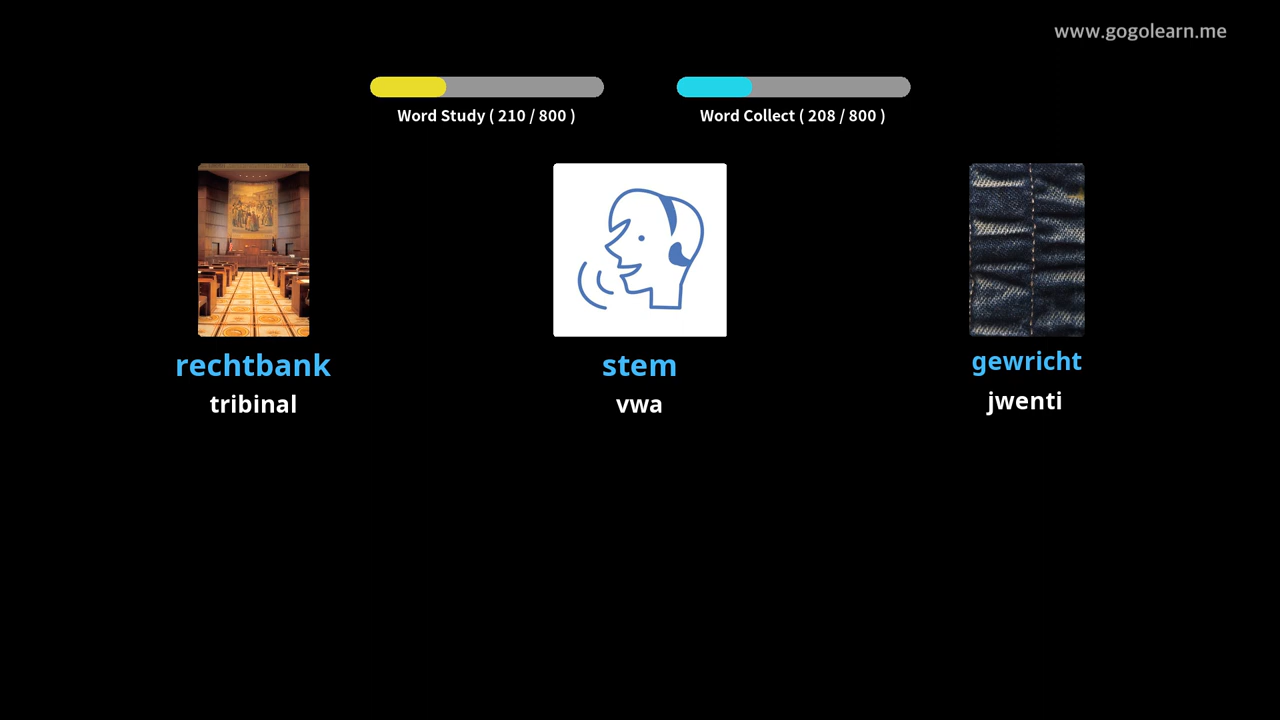 www.gogolearn.me
Word Study ( 210 / 800 )
Word Collect ( 208 / 800 )
rechtbank
tribinal
stem
vwa
gewricht
jwenti